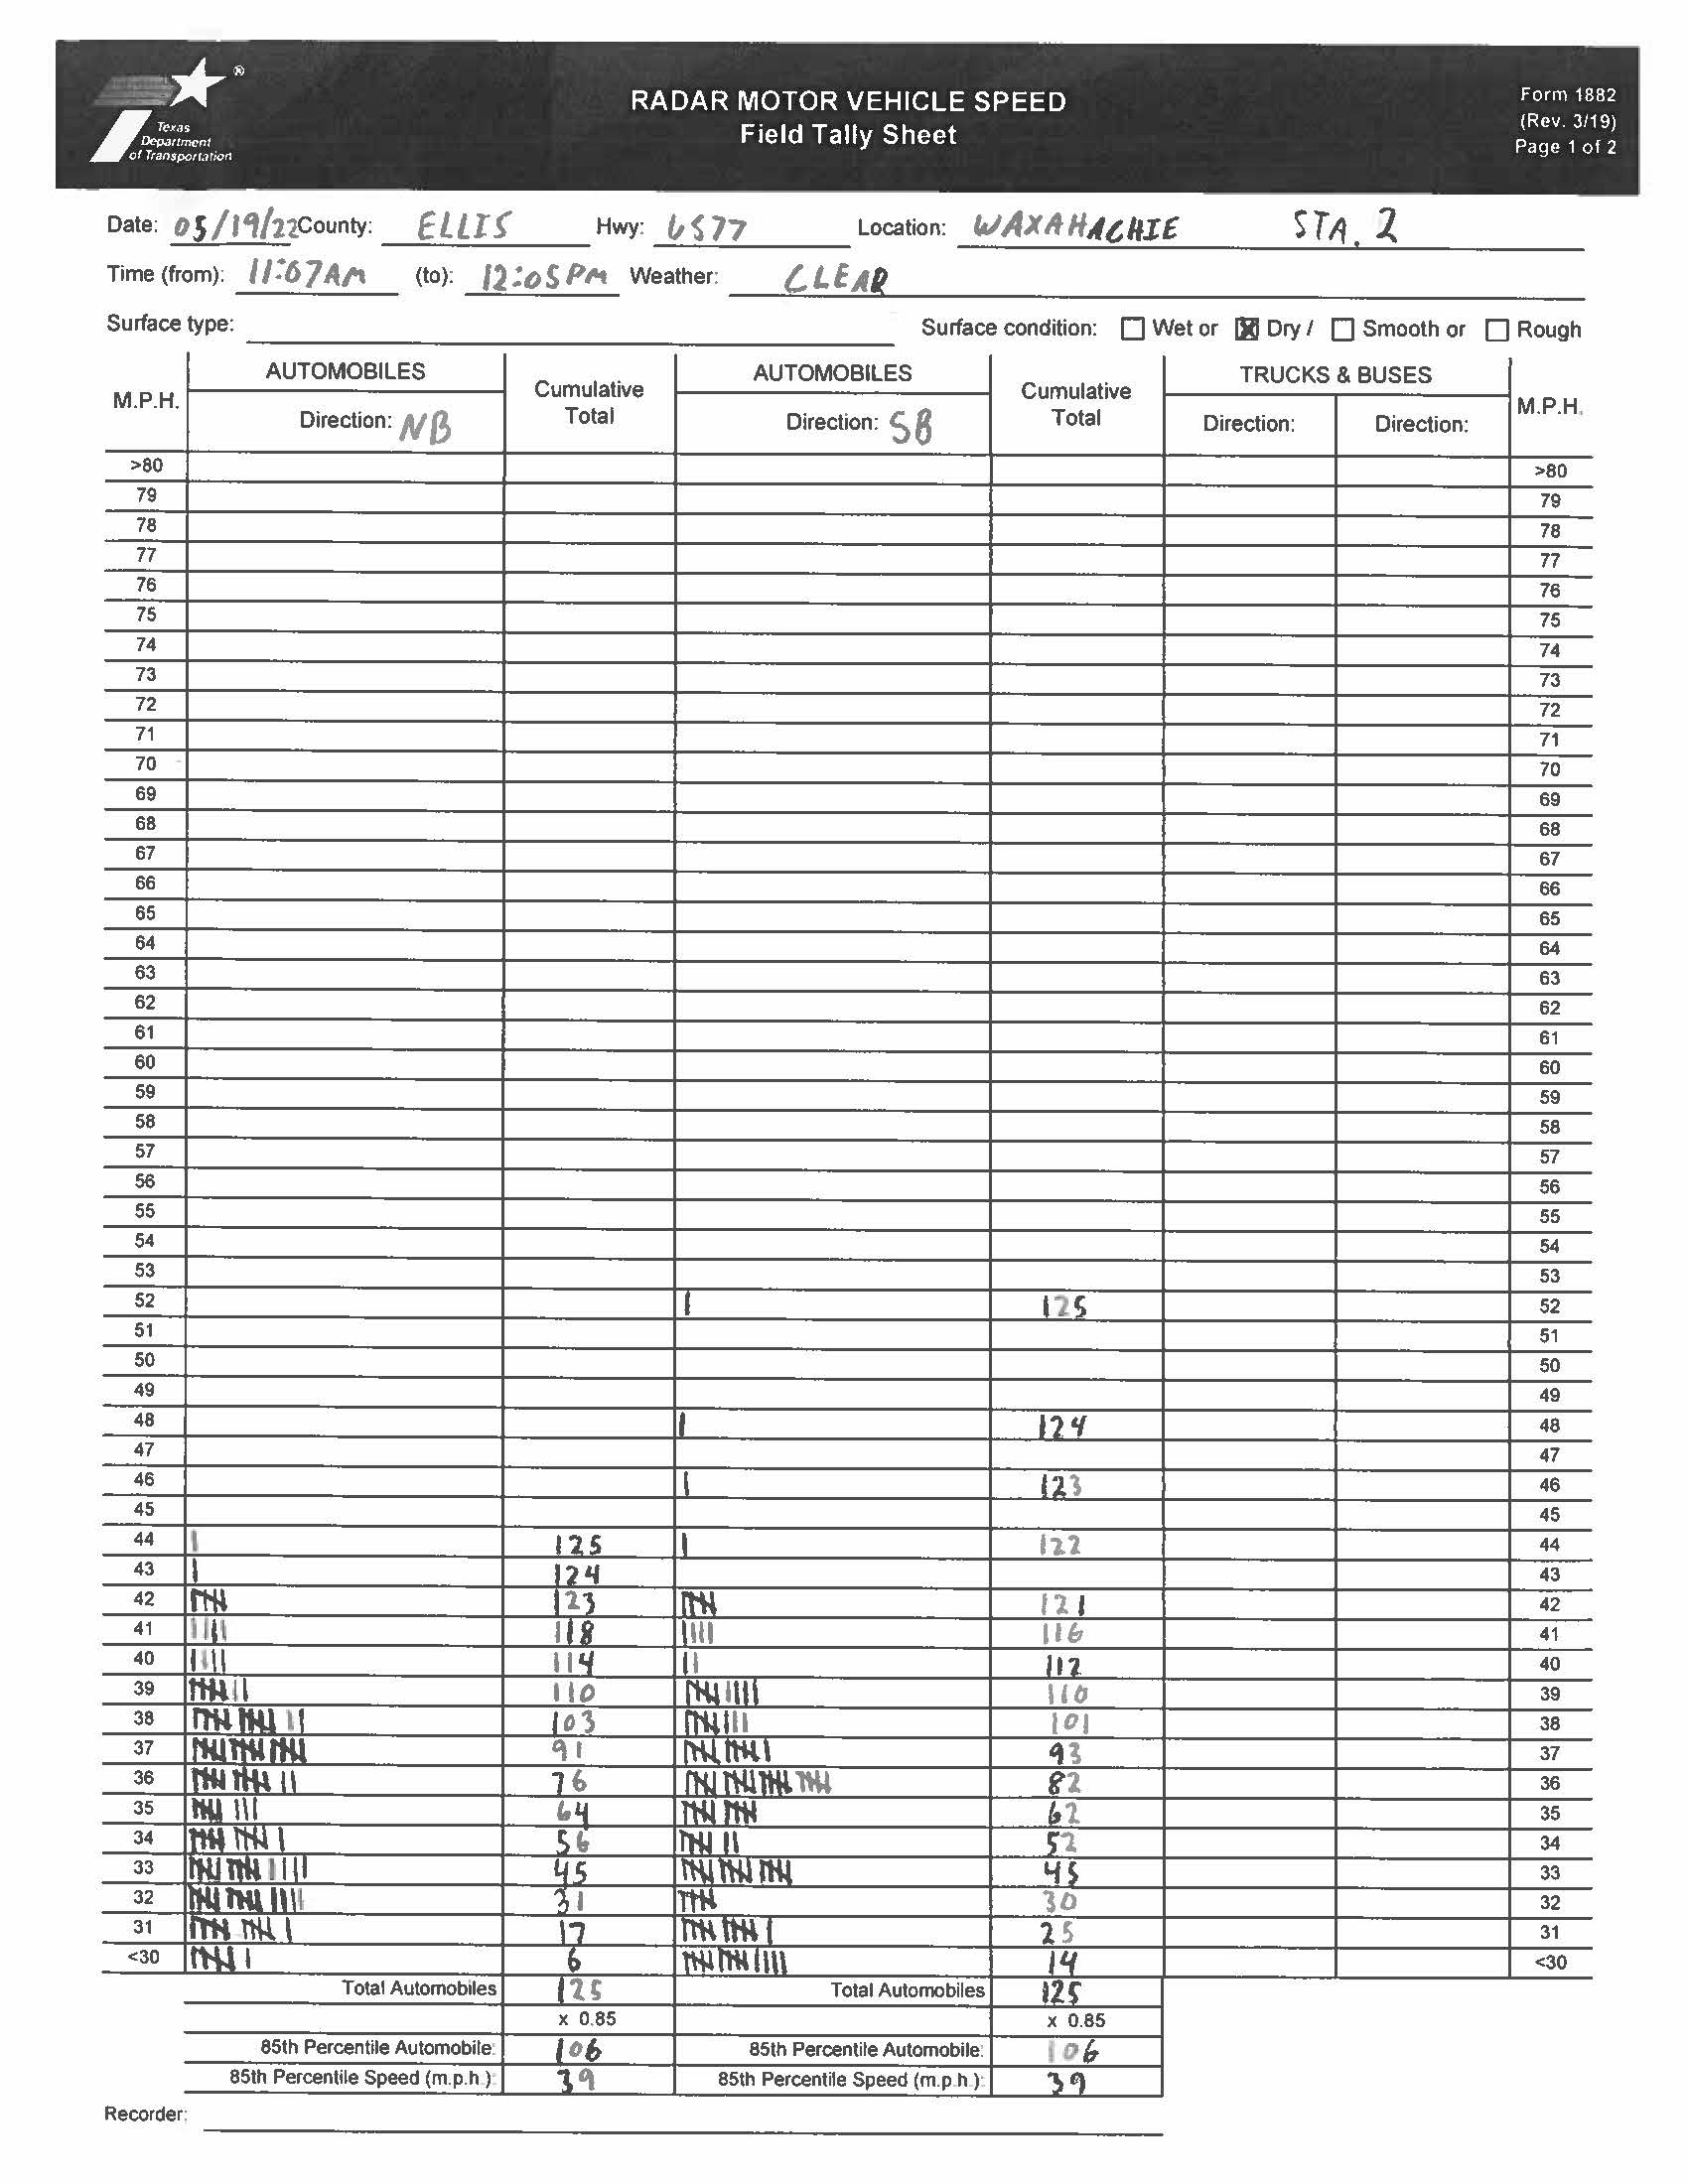 Texas
Department
of Transportation
®
RADAR MOTOR VEHICLE SPEED
Field Tally Sheet
Form 1882
(Rev. 3/19)
Page 1 of 2
Date: 05/19/22 County: ELLIS Hwy: US77 Location: WAXAHACHIE STA. 2
Time (from): 11:07AM (to): 12:05PM Weather: CLEAR
Surface type: Surface condition: Wet or Dry / Smooth or Rough
AUTOMOBILES AUTOMOBILES TRUCKS & BUSES
M.P.H. Direction: NB Cumulative Total Direction: SB Cumulative Total Direction: Direction: M.P.H.
>80 >80
79 79
78 78
77 77
76 76
75 75
74 74
73 73
72 72
71 71
70 70
69 69
68 68
67 67
66 66
65 65
64 64
63 63
62 62
61 61
60 60
59 59
58 58
57 57
56 56
55 55
54 54
53 53
52 125 52
51 51
50 50
49 49
48 124 48
47 47
46 123 46
45 45
44 125 122 44
43 124 43
42 123 121 42
41 118 116 41
40 114 112 40
39 110 110 39
38 103 101 38
37 91 93 37
36 76 82 36
35 64 62 35
34 56 52 34
33 45 45 33
32 31 30 32
31 17 25 31
<30 6 14 <30
Total Automobiles 125 Total Automobiles 125
x 0.85 x 0.85
85th Percentile Automobile: 106 85th Percentile Automobile: 106
85th Percentile Speed (m.p.h.): 39 85th Percentile Speed (m.p.h.): 39
Recorder: